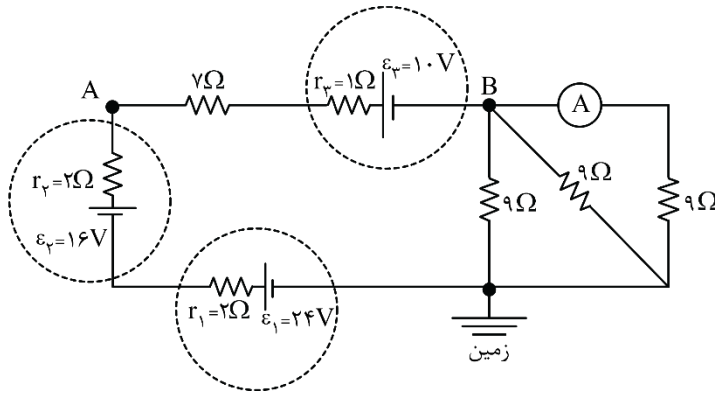 A
۷Ω
r۳=۱Ω
ε۳=۱۰V
B
A
r۲=۲Ω
ε۲=۱۶V
۹Ω
۹Ω
۹Ω
r۱=۲Ω
ε۱=۲۴V
زمین